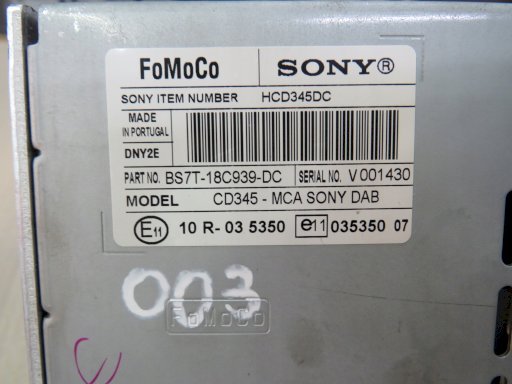 FoMoCo SONY®
SONY ITEM NUMBER HCD345DC
MADE
IN PORTUGAL
DNY2E
PART NO. BS7T-18C939-DC SERIAL NO. V 001430
MODEL CD345 - MCA SONY DAB
E11 10 R- 03 5350 e11 035350 07
003
FoMoCo